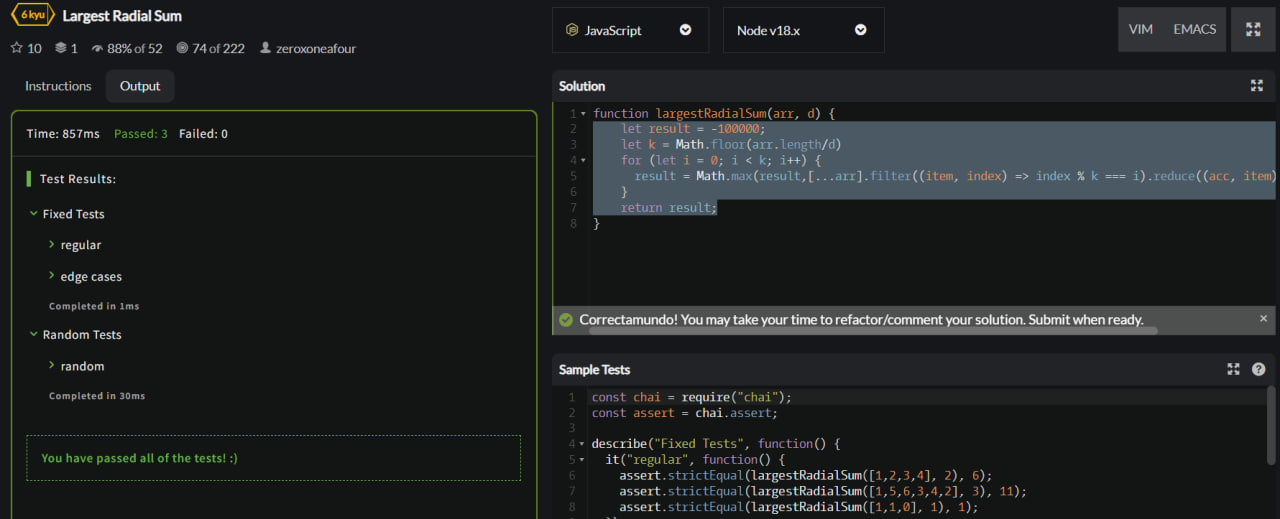 6 kyu Largest Radial Sum
10 1 88% of 52 74 of 222 zeroxoneafour
Instructions Output
Time: 857ms Passed: 3 Failed: 0
Test Results:
Fixed Tests
regular
edge cases
Completed in 1ms
Random Tests
random
Completed in 30ms
You have passed all of the tests! :)
JavaScript Node v18.x VIM EMACS
Solution
1 function largestRadialSum(arr, d) {
2 let result = -100000;
3 let k = Math.floor(arr.length/d)
4 for (let i = 0; i < k; i++) {
5 result = Math.max(result,[...arr].filter((item, index) => index % k === i).reduce((acc, item)
6 }
7 return result;
8 }
Correctamundo! You may take your time to refactor/comment your solution. Submit when ready. ×
Sample Tests ?
1 const chai = require("chai");
2 const assert = chai.assert;
3
4 describe("Fixed Tests", function() {
5 it("regular", function() {
6 assert.strictEqual(largestRadialSum([1,2,3,4], 2), 6);
7 assert.strictEqual(largestRadialSum([1,5,6,3,4,2], 3), 11);
8 assert.strictEqual(largestRadialSum([1,1,0], 1), 1);